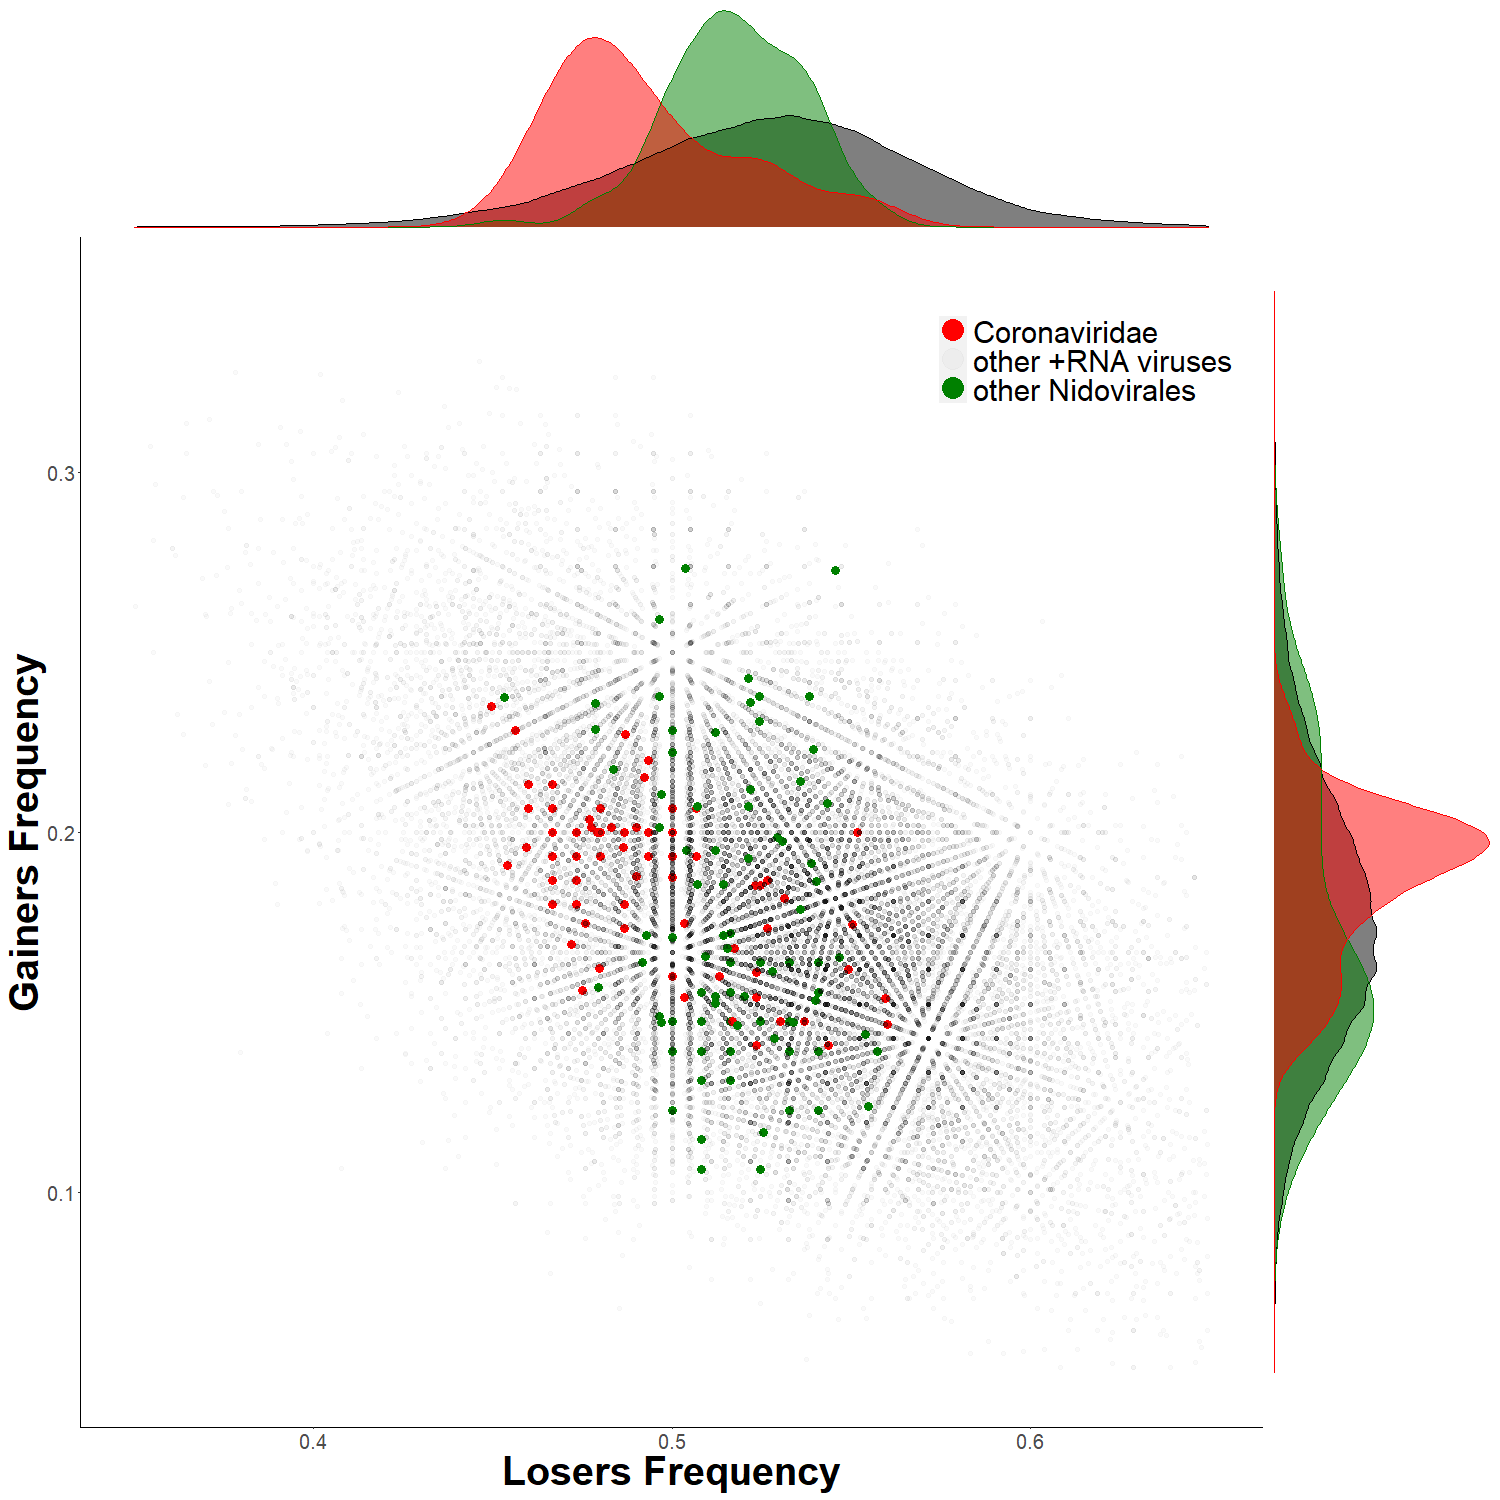 Coronaviridae
other +RNA viruses
other Nidovirales
0.3
0.2
0.1
Gainers Frequency
0.4
0.5
0.6
Losers Frequency